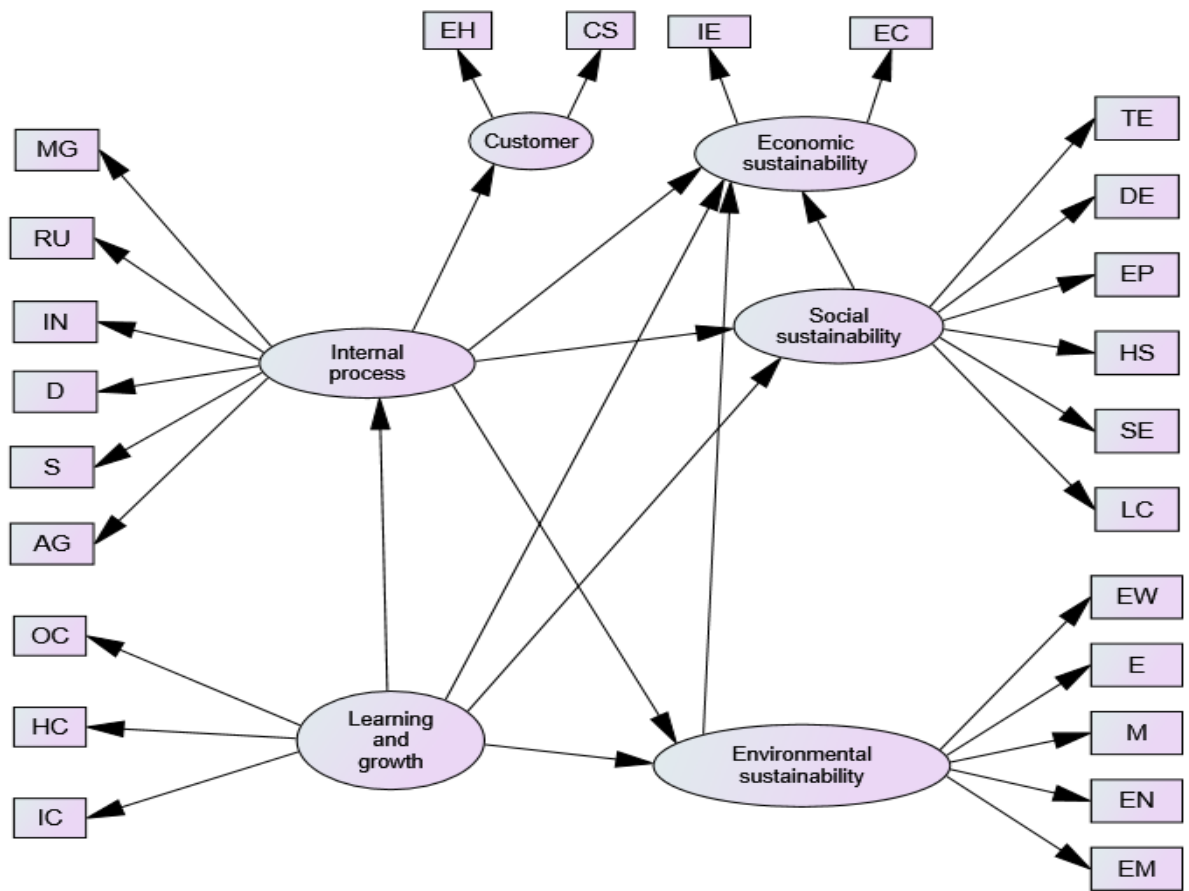 EH
CS
IE
EC
Customer
Economic
sustainability
MG
RU
IN
D
S
AG
Internal
process
Social
sustainability
TE
DE
EP
HS
SE
LC
OC
HC
IC
Learning
and
growth
Environmental
sustainability
EW
E
M
EN
EM